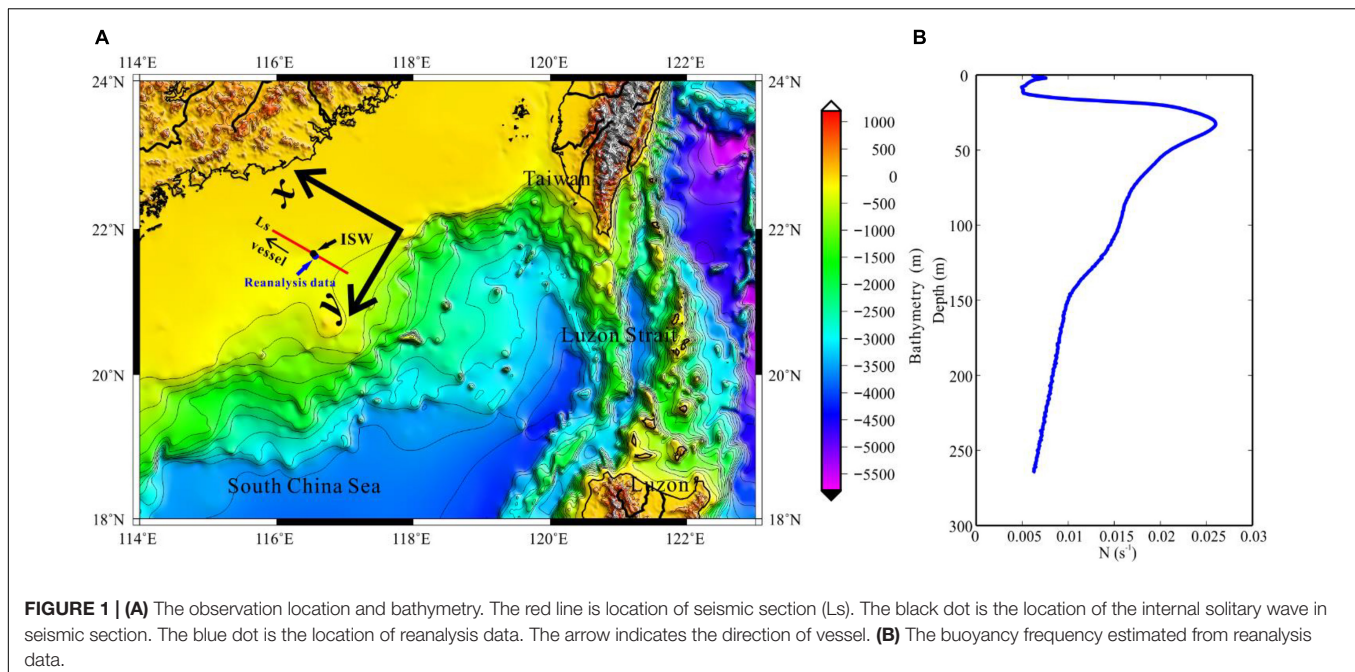 A
B
114°E 116°E 118°E 120°E 122°E
24°N
22°N
20°N
18°N
24°N
22°N
20°N
18°N
114°E 116°E 118°E 120°E 122°E
Taiwan
x
Ls
vessel
ISW
Reanalysis data
y
Luzon Strait
South China Sea
Luzon
1000
500
0
−500
−1000
−1500
−2000
−2500
−3000
−3500
−4000
−4500
−5000
−5500
Bathymetry (m)
Depth (m)
0
50
100
150
200
250
300
0 0.005 0.01 0.015 0.02 0.025 0.03
N (s⁻¹)
FIGURE 1 | (A) The observation location and bathymetry. The red line is location of seismic section (Ls). The black dot is the location of the internal solitary wave in
seismic section. The blue dot is the location of reanalysis data. The arrow indicates the direction of vessel. (B) The buoyancy frequency estimated from reanalysis
data.